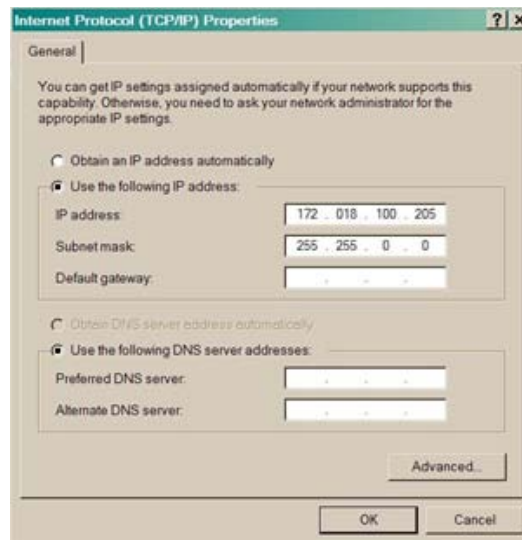 Internet Protocol (TCP/IP) Properties
General
You can get IP settings assigned automatically if your network supports this
capability. Otherwise, you need to ask your network administrator for the
appropriate IP settings.
Obtain an IP address automatically
Use the following IP address:
IP address: 172 . 018 . 100 . 205
Subnet mask: 255 . 255 . 0 . 0
Default gateway: . . .
Obtain DNS server address automatically
Use the following DNS server addresses:
Preferred DNS server: . . .
Alternate DNS server: . . .
Advanced...
OK Cancel